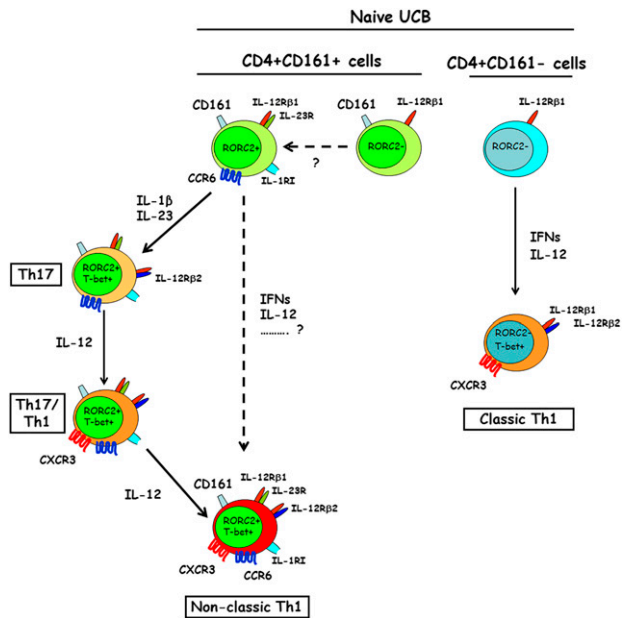 Naive UCB
CD4+CD161+ cells
CD4+CD161- cells
CD161
IL-12Rβ1
IL-23R
RORC2+
CCR6
IL-1RI
?
CD161
IL-12Rβ1
RORC2-
IL-12Rβ1
RORC2-
IL-1β
IL-23
Th17
RORC2+
T-bet+
IL-12Rβ2
IFNs
IL-12
IFNs
IL-12
.......... ?
IL-12
IL-12Rβ1
IL-12Rβ2
RORC2-
T-bet+
CXCR3
Classic Th1
Th17/
Th1
RORC2+
T-bet+
CXCR3
IL-12
CD161
IL-12Rβ1
IL-23R
IL-12Rβ2
RORC2+
T-bet+
IL-1RI
CXCR3
CCR6
Non-classic Th1